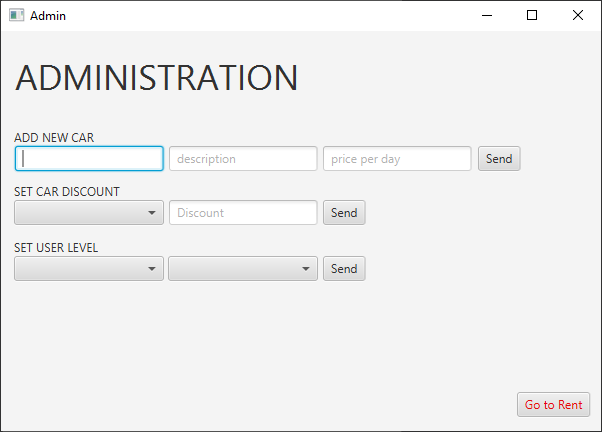 Admin
ADMINISTRATION
ADD NEW CAR
description price per day Send
SET CAR DISCOUNT
Discount Send
SET USER LEVEL
Send
Go to Rent